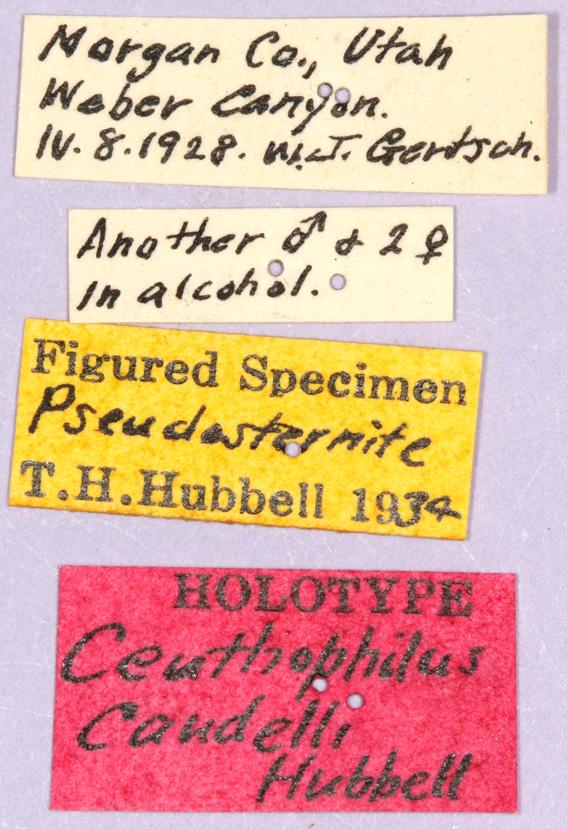 Morgan Co., Utah
Weber Canyon.
IV. 8. 1928. W.J. Gertsch.
Another ♂ & 2 ♀
in alcohol.
Figured Specimen
Pseudosternite
T.H.Hubbell 1934
HOLOTYPE
Ceuthophilus
Caudelli
Hubbell